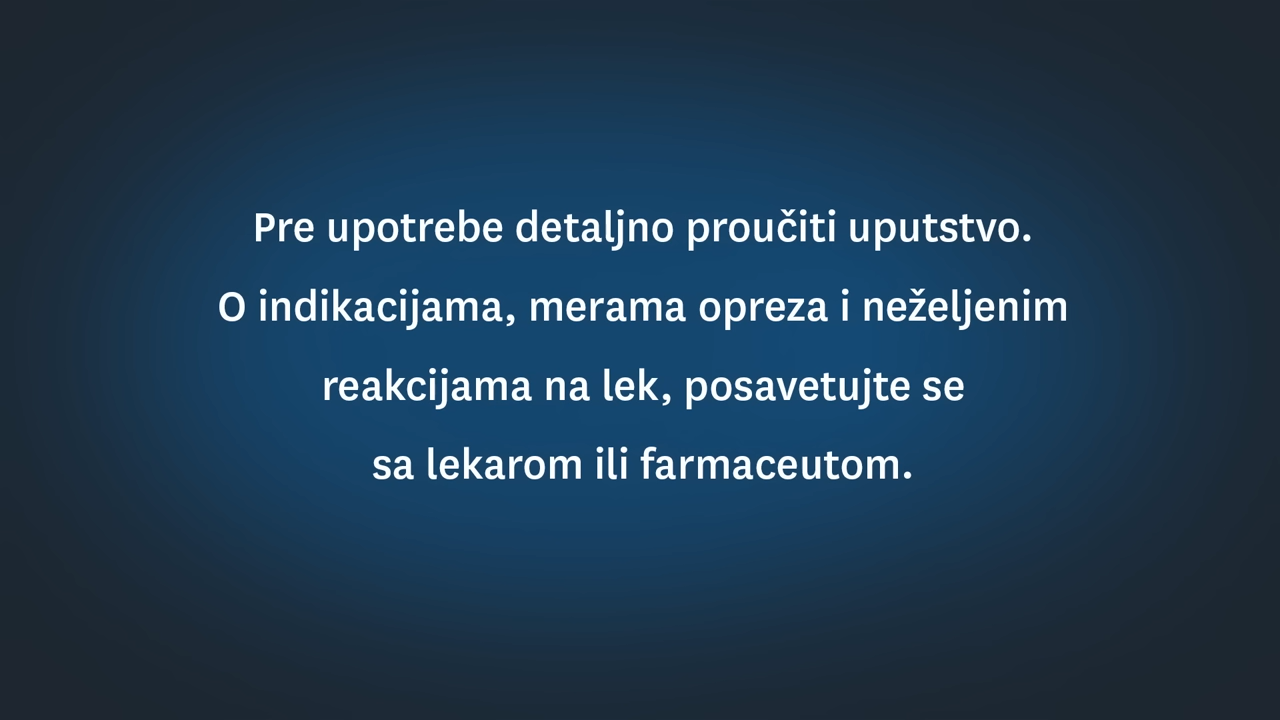 Pre upotrebe detaljno proučiti uputstvo.
O indikacijama, merama opreza i neželjenim
reakcijama na lek, posavetujte se
sa lekarom ili farmaceutom.